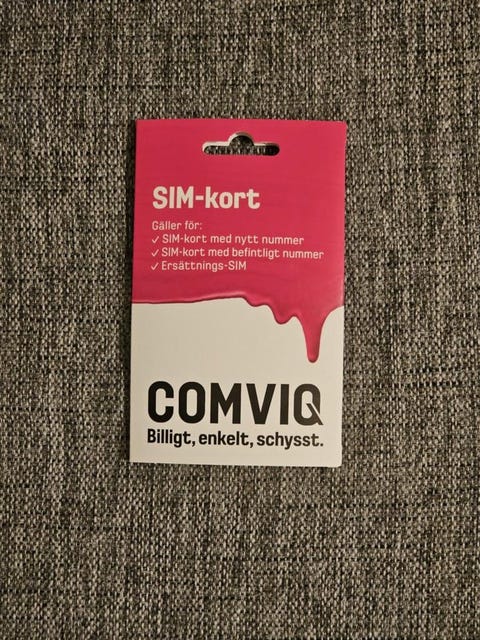 SIM-kort
Gäller för:
✓ SIM-kort med nytt nummer
✓ SIM-kort med befintligt nummer
✓ Ersättnings-SIM
COMVIQ
Billigt, enkelt, schysst.